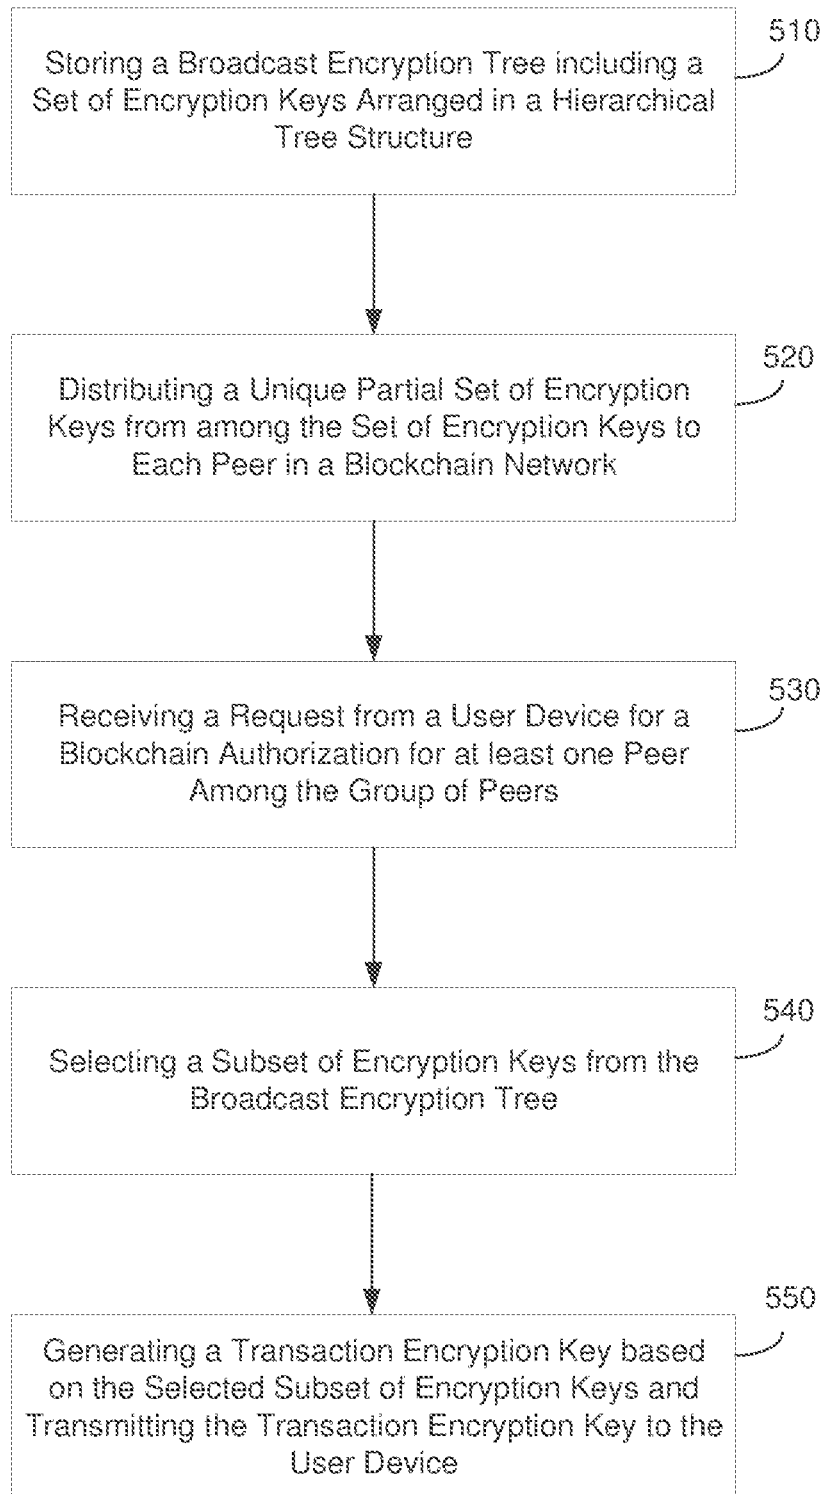 510
Storing a Broadcast Encryption Tree including a
Set of Encryption Keys Arranged in a Hierarchical
Tree Structure
520
Distributing a Unique Partial Set of Encryption
Keys from among the Set of Encryption Keys to
Each Peer in a Blockchain Network
530
Receiving a Request from a User Device for a
Blockchain Authorization for at least one Peer
Among the Group of Peers
540
Selecting a Subset of Encryption Keys from the
Broadcast Encryption Tree
550
Generating a Transaction Encryption Key based
on the Selected Subset of Encryption Keys and
Transmitting the Transaction Encryption Key to the
User Device